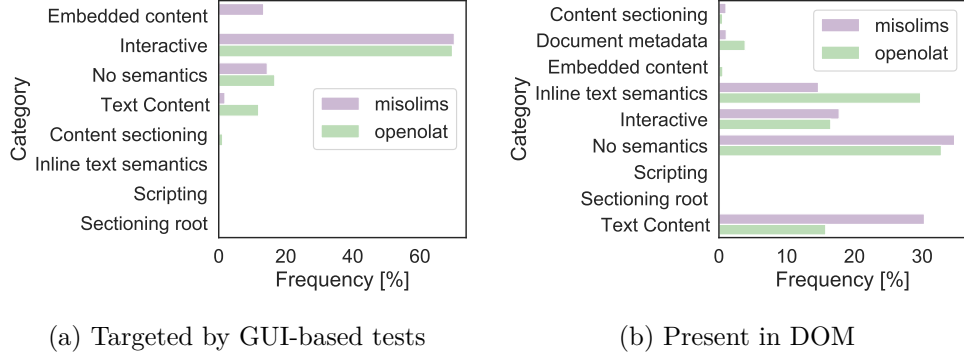 Embedded content
Interactive
No semantics
Text Content
Content sectioning
Inline text semantics
Scripting
Sectioning root
Category
misolims
openolat
0 20 40 60
Frequency [%]
(a) Targeted by GUI-based tests
Content sectioning
Document metadata
Embedded content
Inline text semantics
Interactive
No semantics
Scripting
Sectioning root
Text Content
Category
misolims
openolat
0 10 20 30
Frequency [%]
(b) Present in DOM